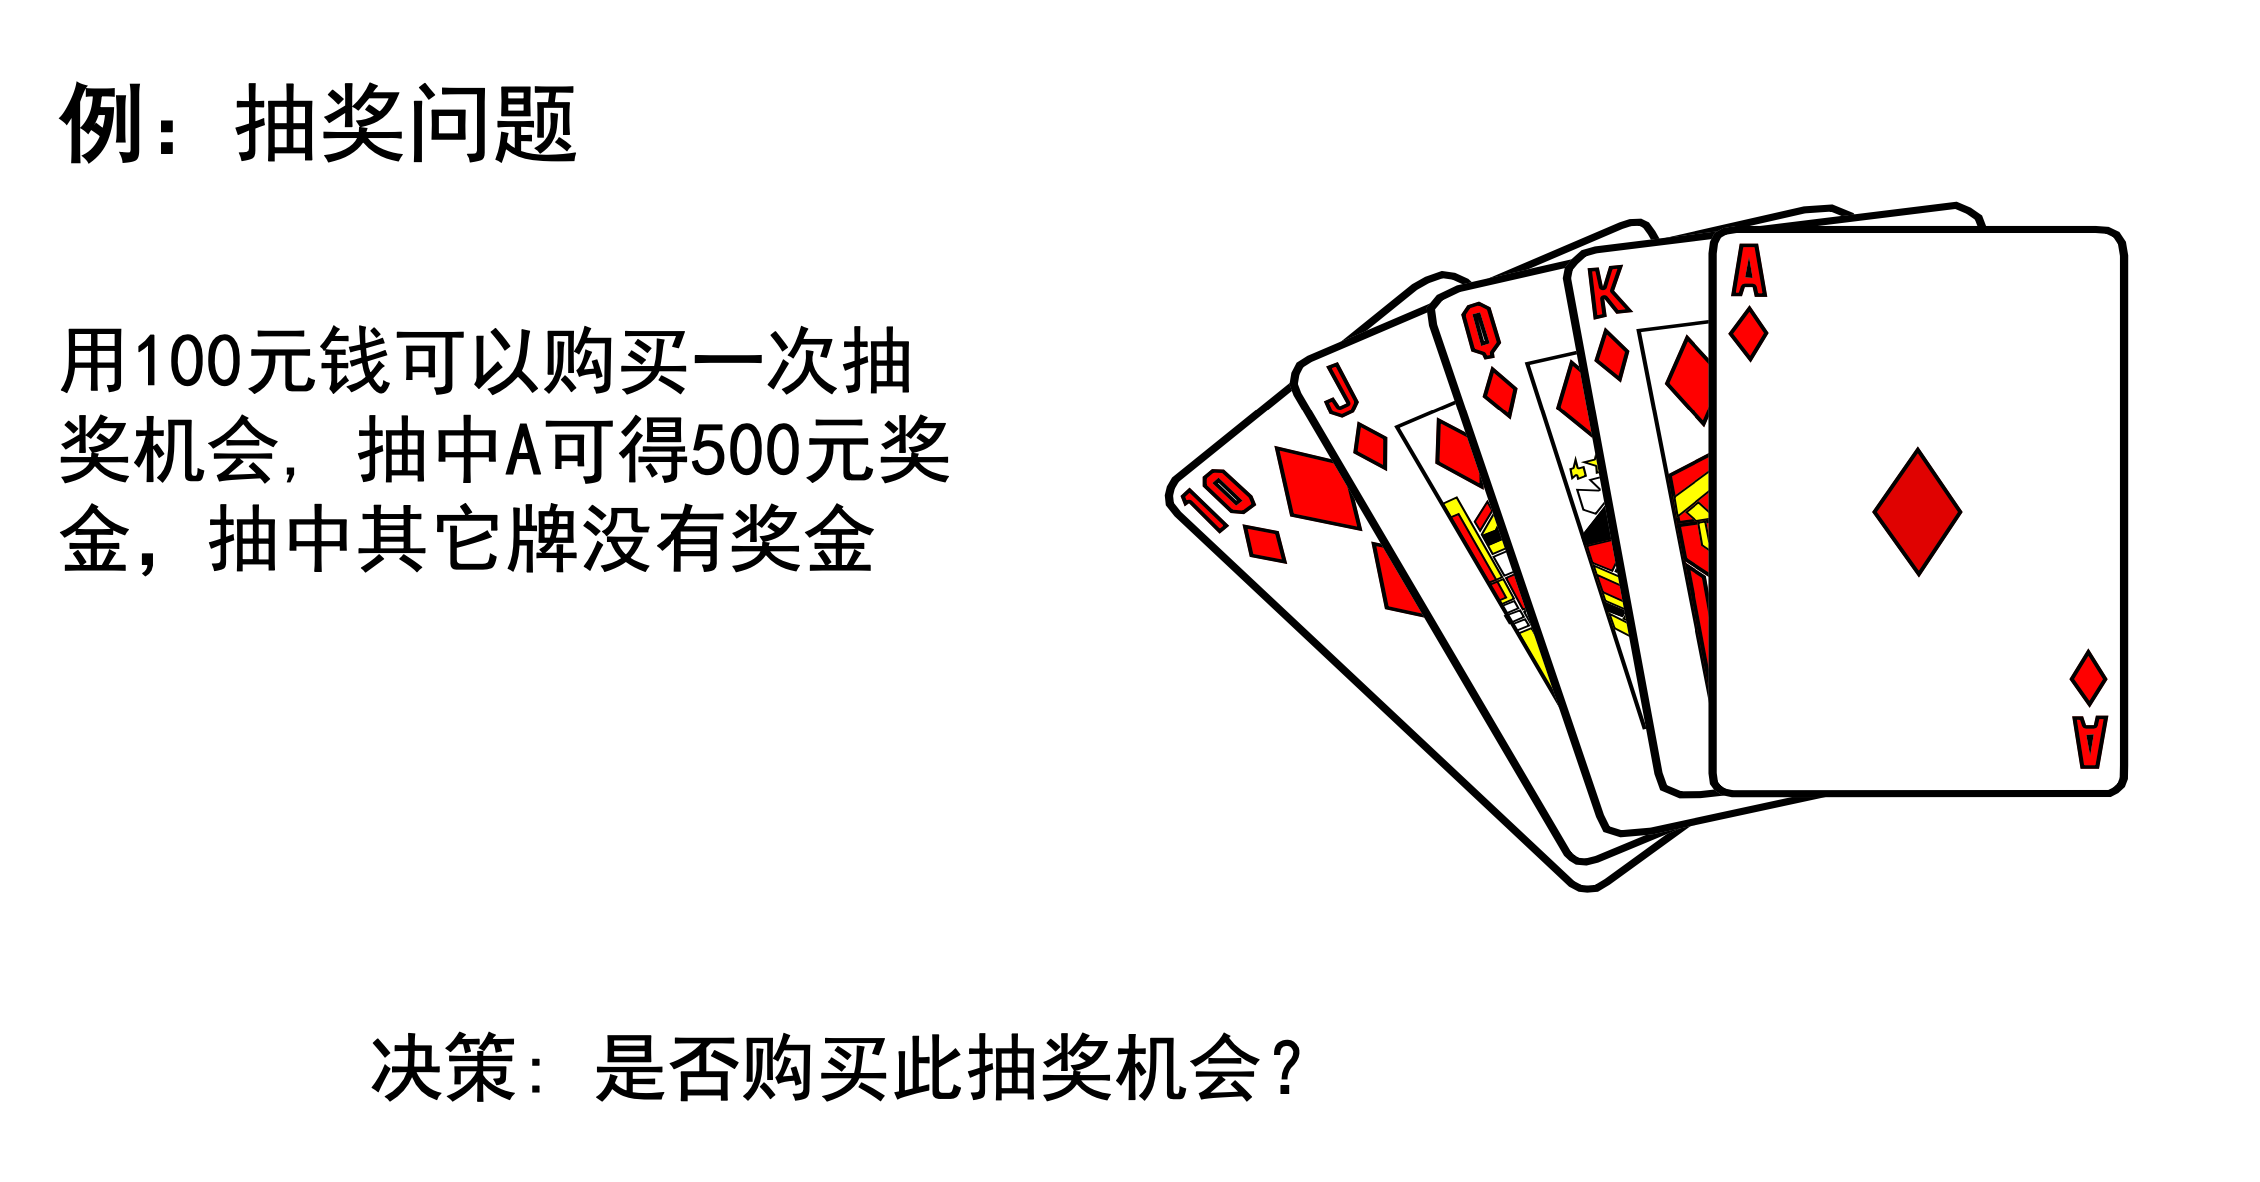 例：抽奖问题
用100元钱可以购买一次抽
奖机会, 抽中A可得500元奖
金，抽中其它牌没有奖金
10
J
Q
K
A
A
决策: 是否购买此抽奖机会?